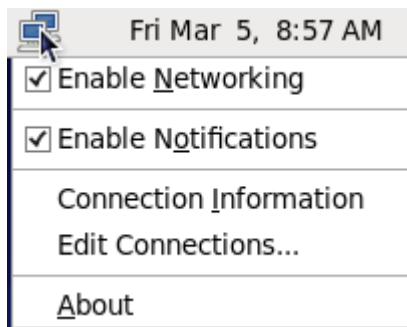 Fri Mar 5, 8:57 AM
Enable Networking
Enable Notifications
Connection Information
Edit Connections...
About